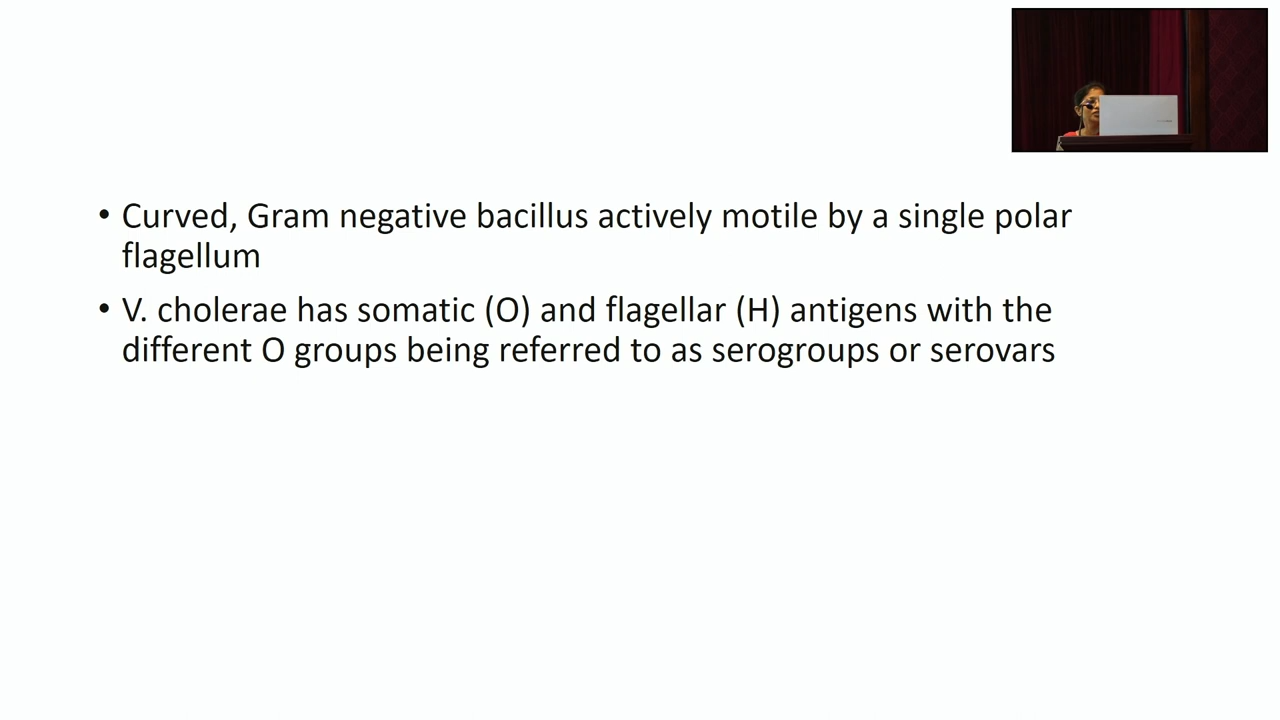 • Curved, Gram negative bacillus actively motile by a single polar
flagellum
• V. cholerae has somatic (O) and flagellar (H) antigens with the
different O groups being referred to as serogroups or serovars